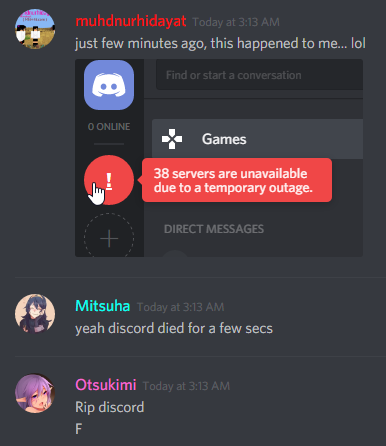 muhdnurhidayat Today at 3:13 AM
just few minutes ago, this happened to me... lol
Find or start a conversation
0 ONLINE
Games
38 servers are unavailable
due to a temporary outage.
DIRECT MESSAGES
Mitsuha Today at 3:13 AM
yeah discord died for a few secs
Otsukimi Today at 3:13 AM
Rip discord
F